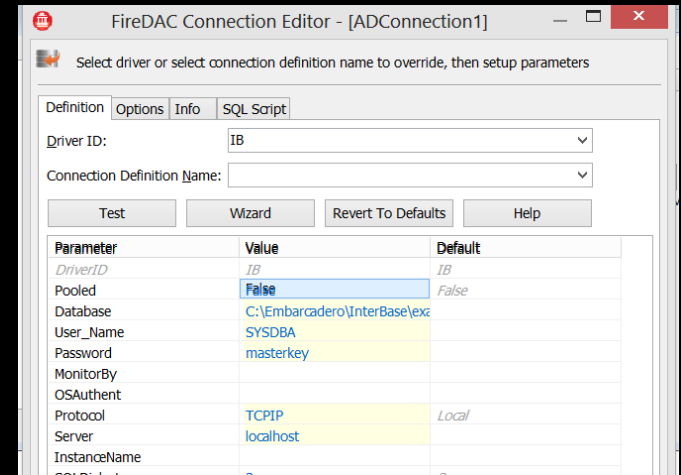 FireDAC Connection Editor - [ADConnection1]
Select driver or select connection definition name to override, then setup parameters
Definition Options Info SQL Script
Driver ID: IB
Connection Definition Name:
Test Wizard Revert To Defaults Help
Parameter Value Default
DriverID IB IB
Pooled False False
Database C:\Embarcadero\InterBase\exa
User_Name SYSDBA
Password masterkey
MonitorBy
OSAuthent
Protocol TCPIP Local
Server localhost
InstanceName